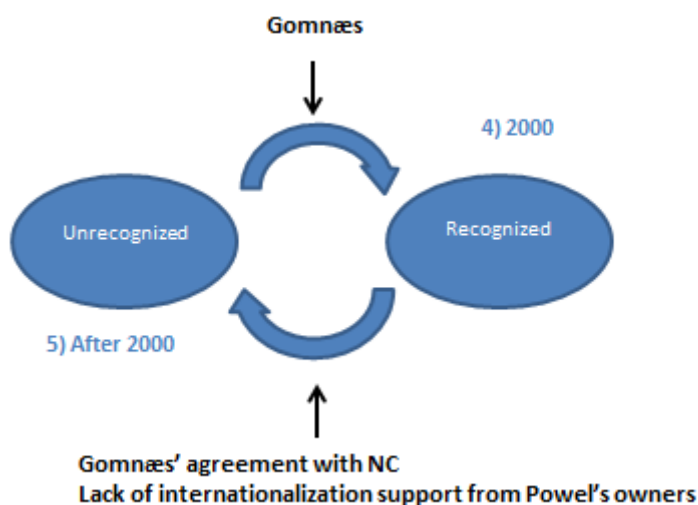 Gomnæs
4) 2000
Unrecognized
Recognized
5) After 2000
Gomnæs’ agreement with NC
Lack of internationalization support from Powel’s owners